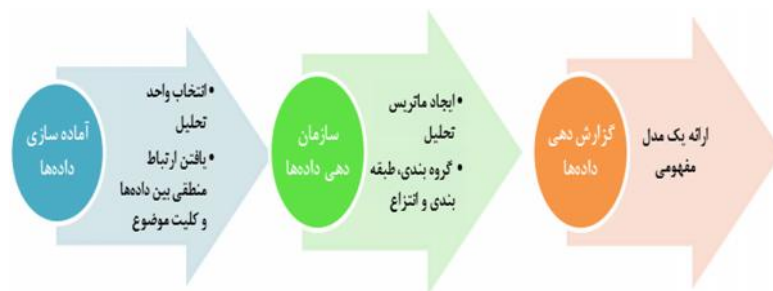 آماده سازی
داده‌ها
•انتخاب واحد
تحلیل
•یافتن ارتباط
منطقی بین داده‌ها
و کلیت موضوع
سازمان
دهی داده‌ها
•ایجاد ماتریس
تحلیل
•گروه بندی، طبقه
بندی و انتزاع
گزارش دهی
داده‌ها
ارائه یک مدل
مفهومی